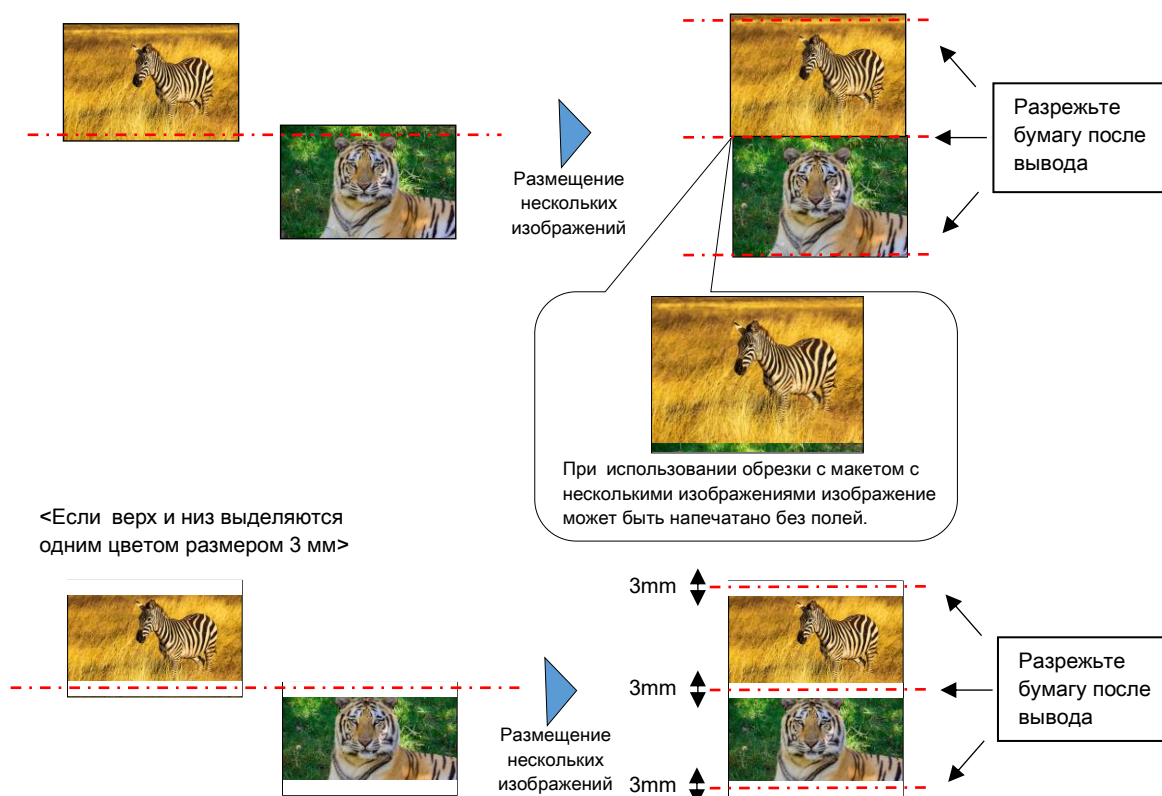 Разрежьте
бумагу после
вывода
Размещение
нескольких
изображений
При использовании обрезки с макетом с
несколькими изображениями изображение
может быть напечатано без полей.
<Если верх и низ выделяются
одним цветом размером 3 мм>
3mm
3mm
3mm
Разрежьте
бумагу после
вывода
Размещение
нескольких
изображений